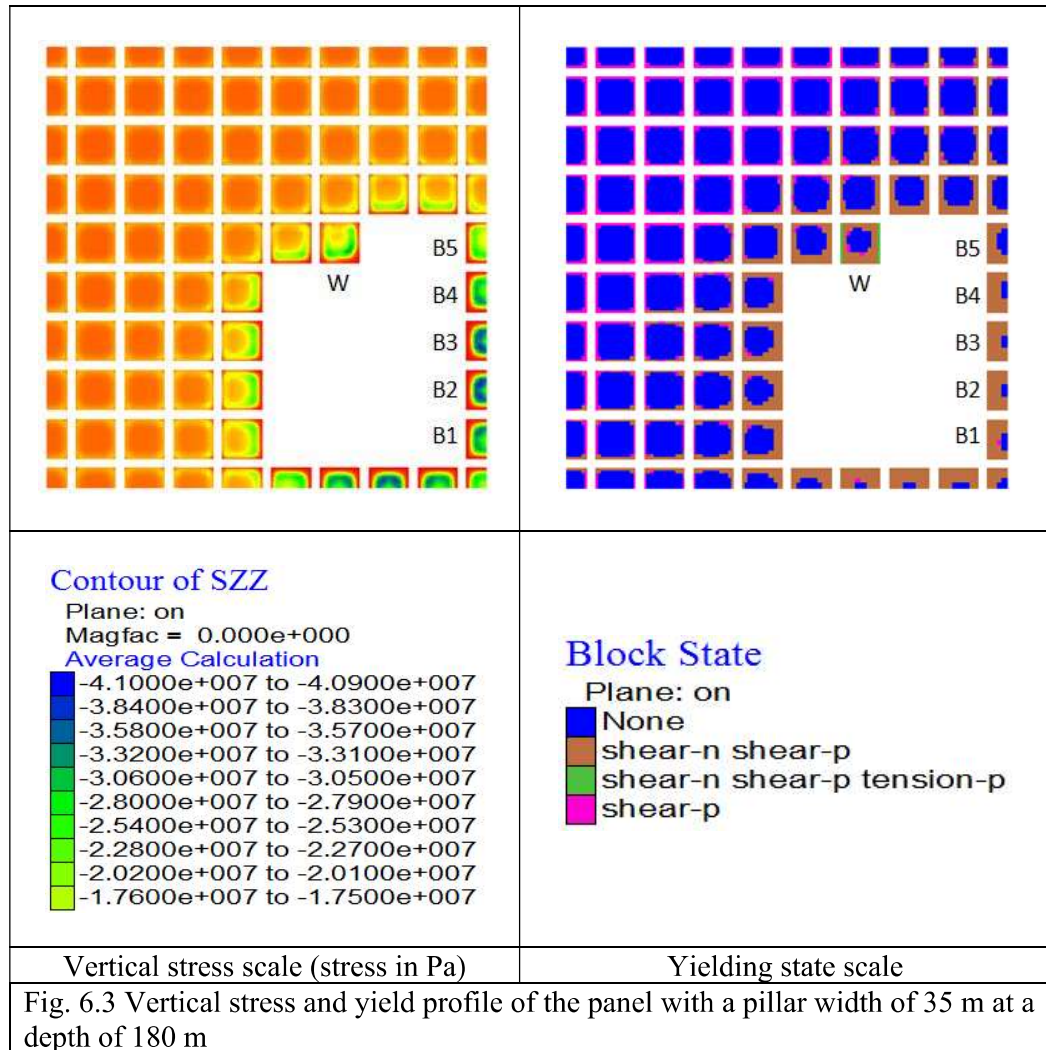 B5
W
B4
B3
B2
B1
B5
W
B4
B3
B2
B1
Contour of SZZ
Plane: on
Magfac = 0.000e+000
Average Calculation
-4.1000e+007 to -4.0900e+007
-3.8400e+007 to -3.8300e+007
-3.5800e+007 to -3.5700e+007
-3.3200e+007 to -3.3100e+007
-3.0600e+007 to -3.0500e+007
-2.8000e+007 to -2.7900e+007
-2.5400e+007 to -2.5300e+007
-2.2800e+007 to -2.2700e+007
-2.0200e+007 to -2.0100e+007
-1.7600e+007 to -1.7500e+007
Block State
Plane: on
None
shear-n shear-p
shear-n shear-p tension-p
shear-p
Vertical stress scale (stress in Pa)
Yielding state scale
Fig. 6.3 Vertical stress and yield profile of the panel with a pillar width of 35 m at a
depth of 180 m